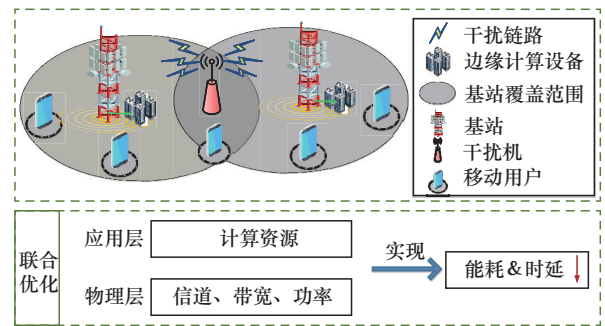 干扰链路
边缘计算设备
基站覆盖范围
基站
干扰机
移动用户
联合
优化
应用层
计算资源
物理层
信道、带宽、功率
实现
能耗&时延